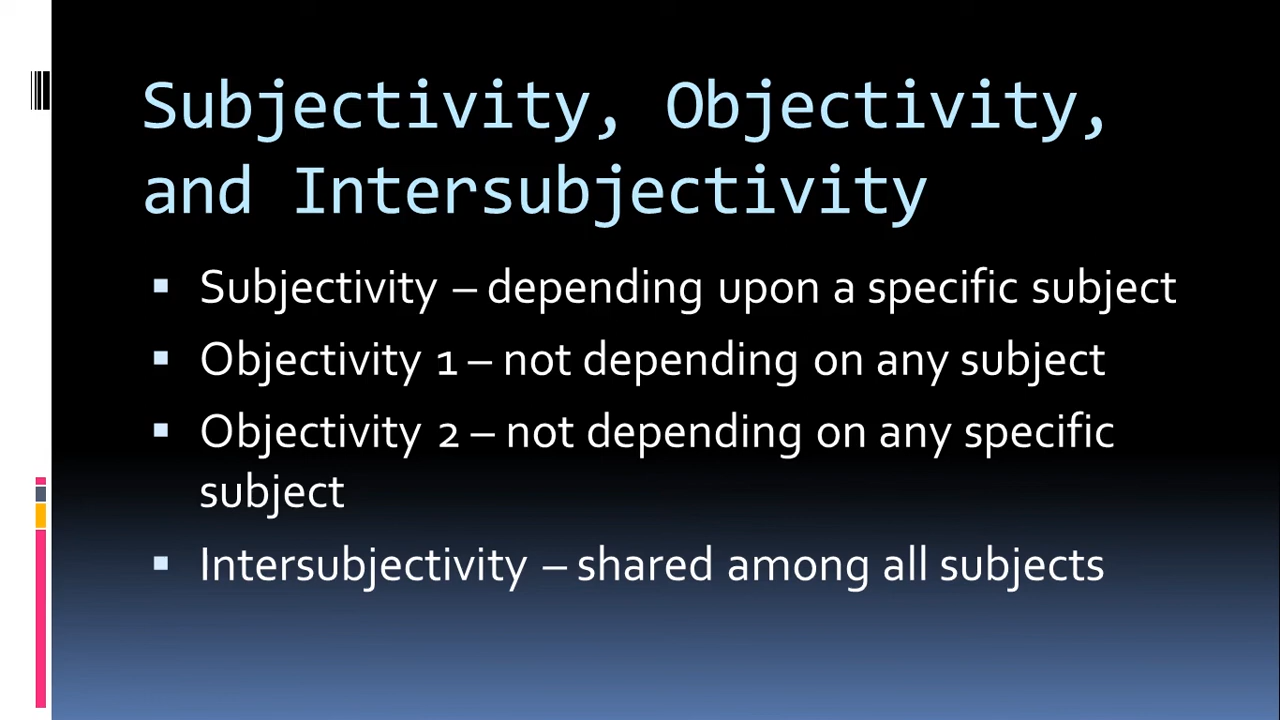 Subjectivity, Objectivity,
and Intersubjectivity
▪ Subjectivity – depending upon a specific subject
▪ Objectivity 1 – not depending on any subject
▪ Objectivity 2 – not depending on any specific
subject
▪ Intersubjectivity – shared among all subjects